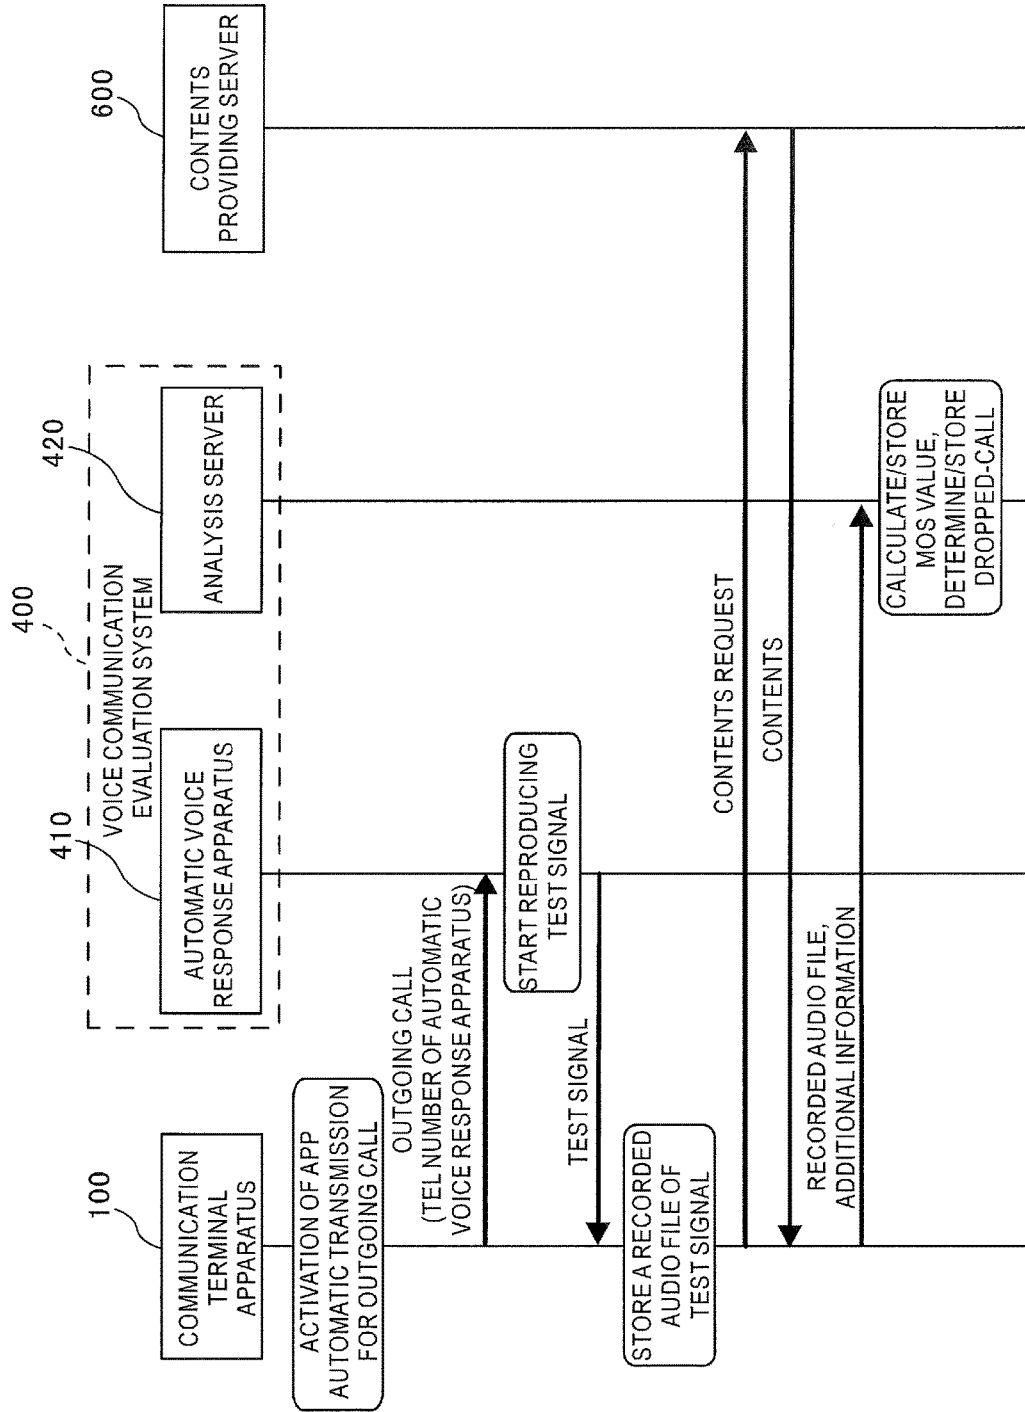 400
VOICE COMMUNICATION
EVALUATION SYSTEM
100
COMMUNICATION
TERMINAL
APPARATUS
410
AUTOMATIC VOICE
RESPONSE APPARATUS
420
ANALYSIS SERVER
600
CONTENTS
PROVIDING SERVER
ACTIVATION OF APP
AUTOMATIC TRANSMISSION
FOR OUTGOING CALL
OUTGOING CALL
(TEL NUMBER OF AUTOMATIC
VOICE RESPONSE APPARATUS)
START REPRODUCING
TEST SIGNAL
TEST SIGNAL
STORE A RECORDED
AUDIO FILE OF
TEST SIGNAL
CONTENTS REQUEST
CONTENTS
RECORDED AUDIO FILE,
ADDITIONAL INFORMATION
CALCULATE/STORE
MOS VALUE,
DETERMINE/STORE
DROPPED-CALL